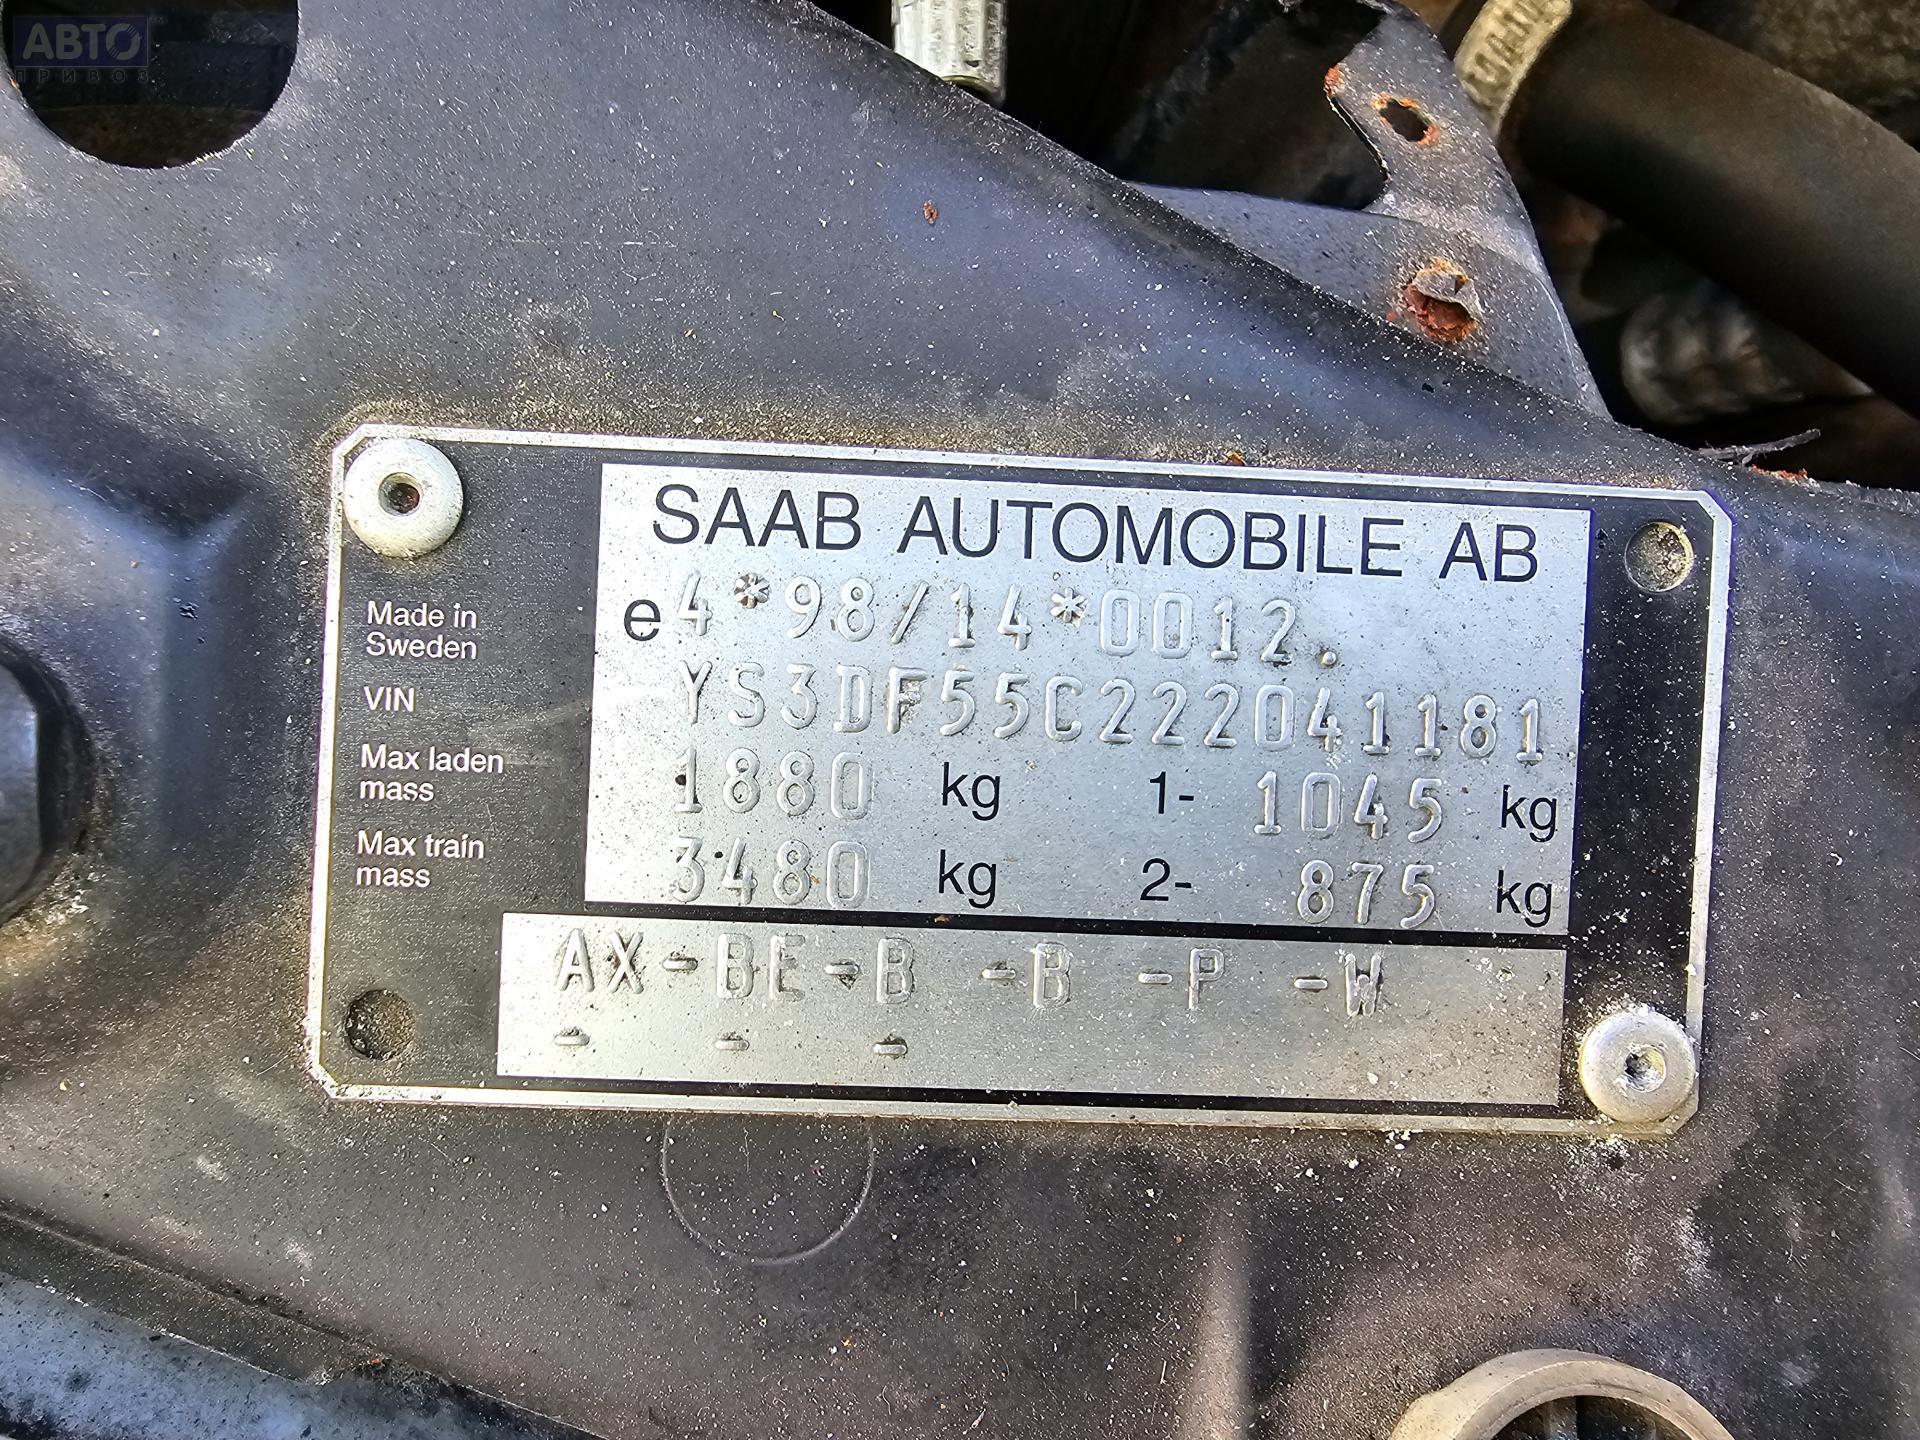 АВТО
ПРИВОЗ
SAAB AUTOMOBILE AB
e4*98/14*0012.
Made in
Sweden
VIN YS3DF55C222041181
Max laden
mass 1880 kg 1- 1045 kg
Max train
mass 3480 kg 2- 875 kg
AX-BE-B -B -P -W
- - -